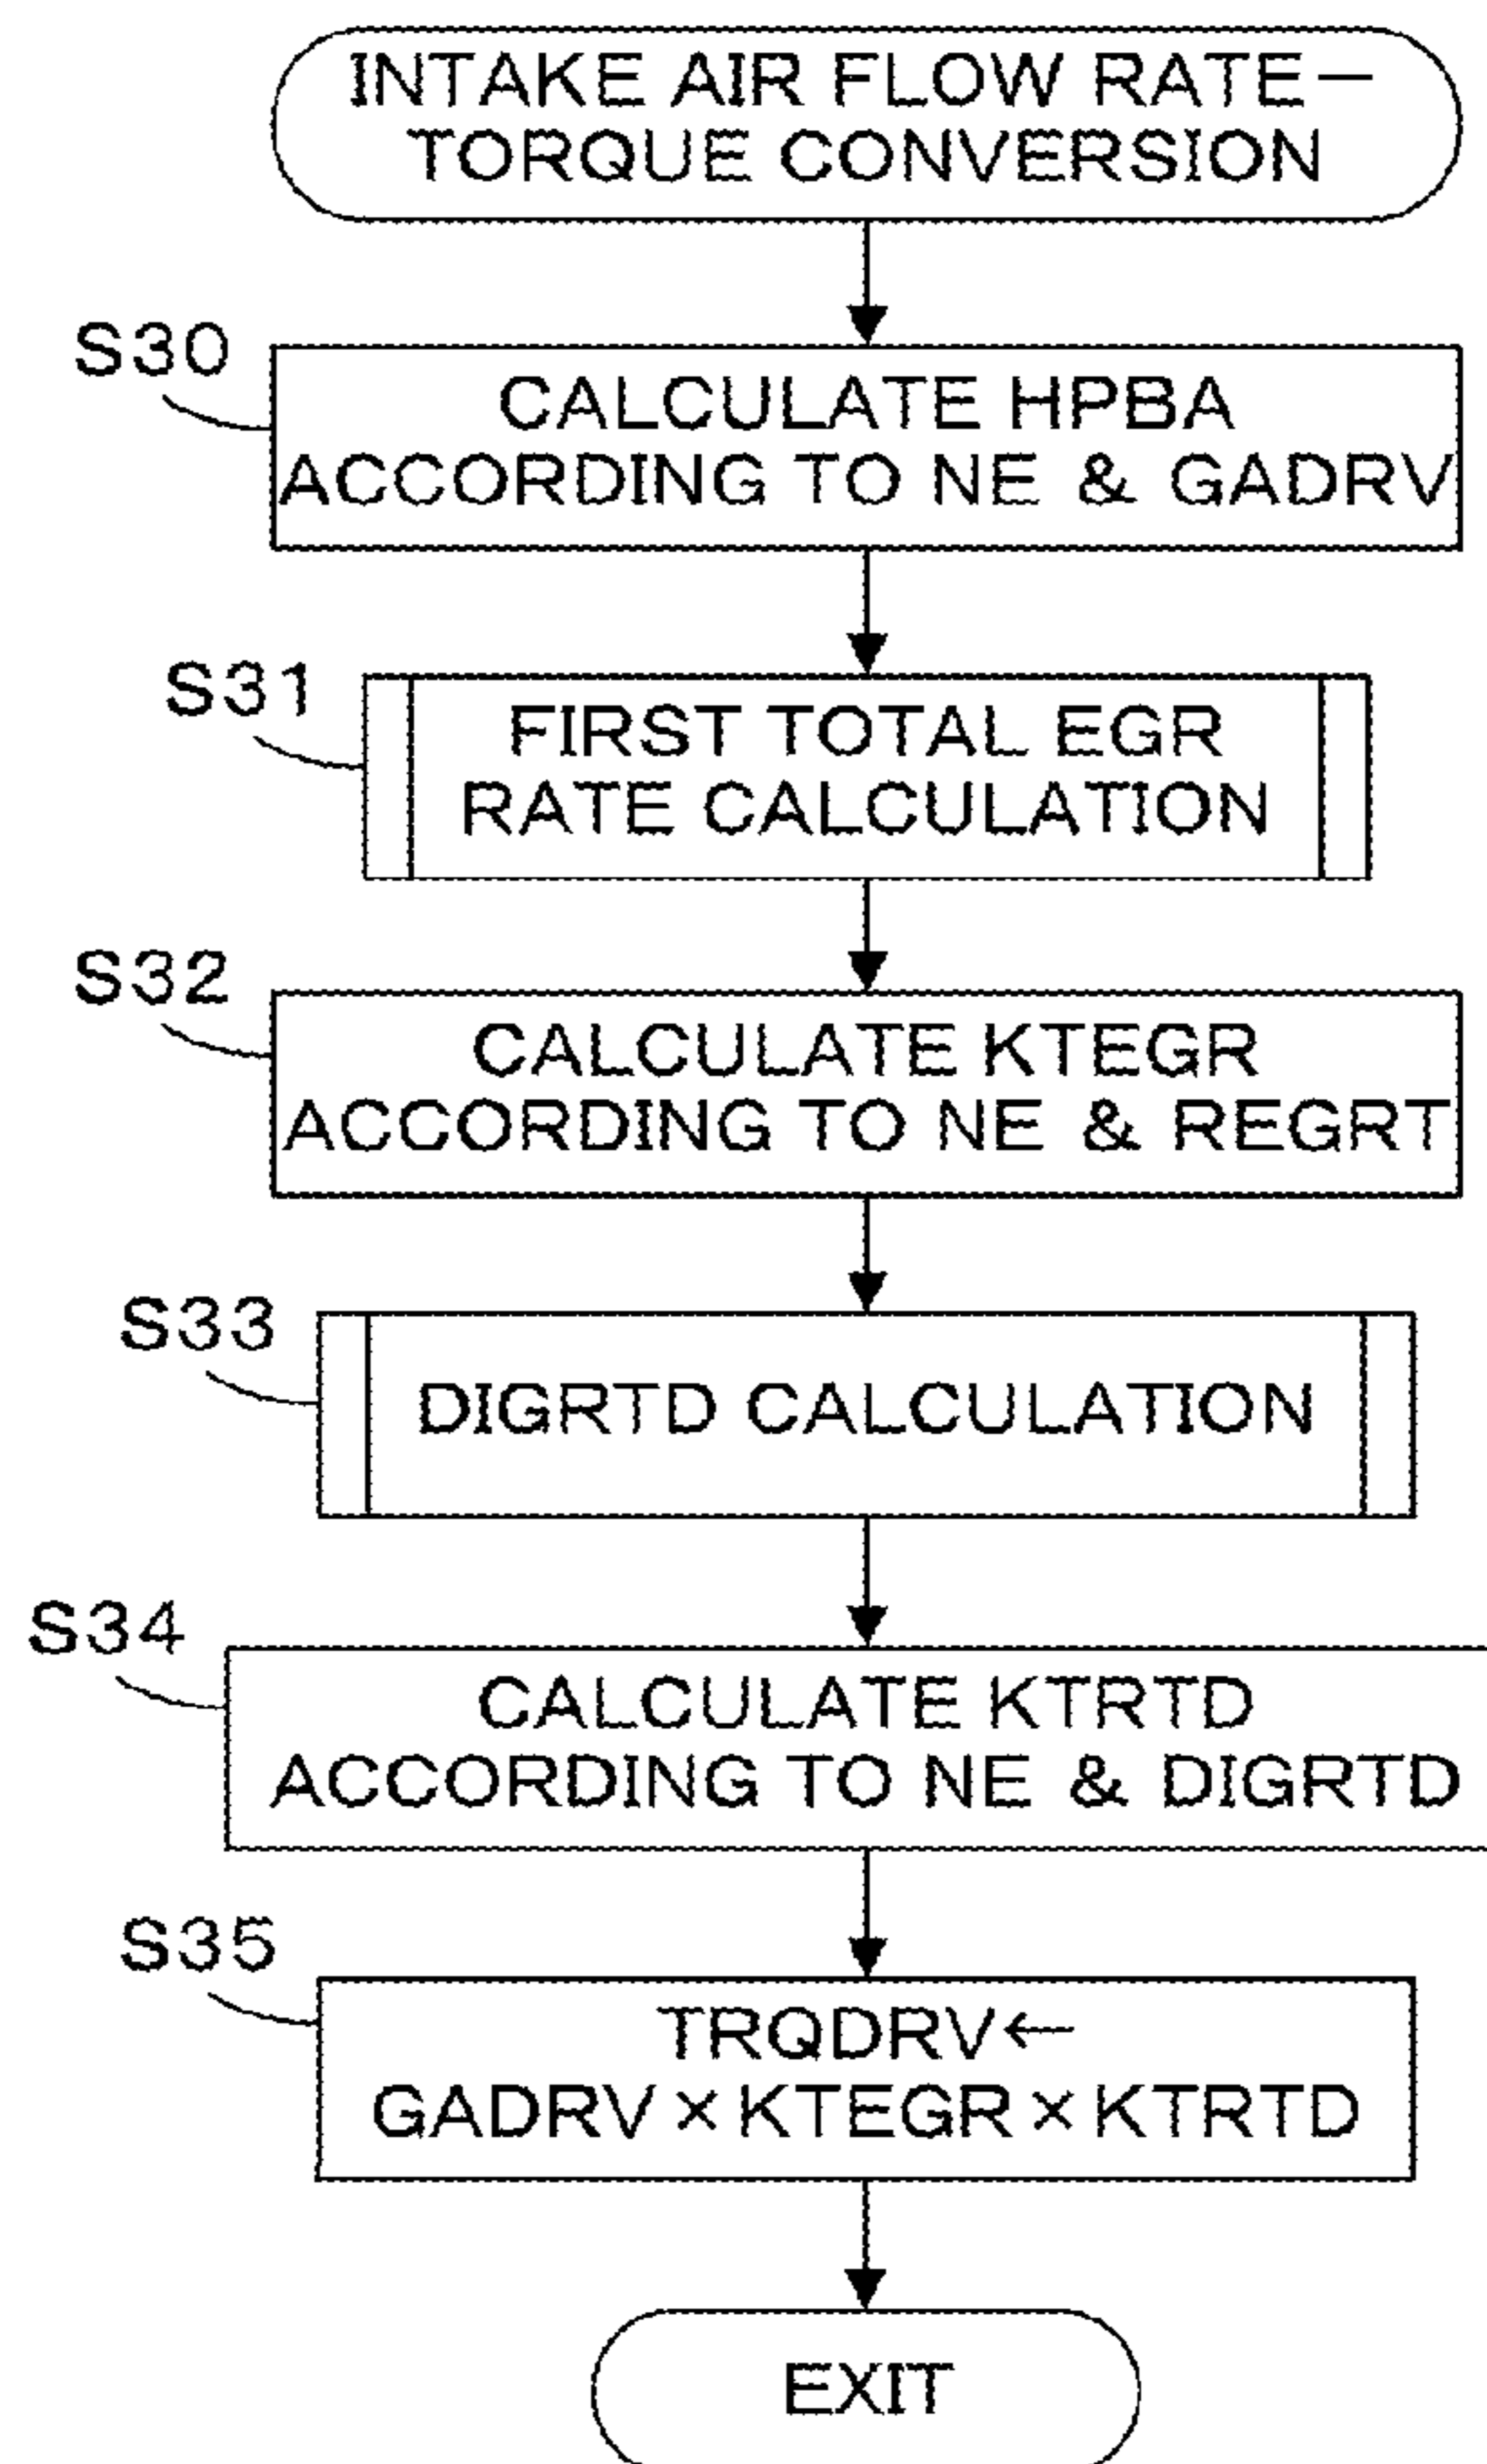 INTAKE AIR FLOW RATE—
TORQUE CONVERSION
S30
CALCULATE HPBA
ACCORDING TO NE & GADRV
S31
FIRST TOTAL EGR
RATE CALCULATION
S32
CALCULATE KTEGR
ACCORDING TO NE & REGRT
S33
DIGRTD CALCULATION
S34
CALCULATE KTRTD
ACCORDING TO NE & DIGRTD
S35
TRQDRV←
GADRV × KTEGR × KTRTD
EXIT